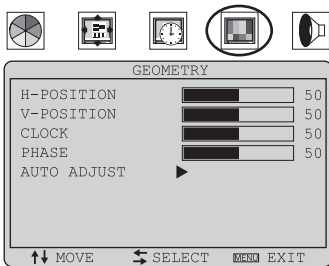 GEOMETRY
H-POSITION 50
V-POSITION 50
CLOCK 50
PHASE 50
AUTO ADJUST
MOVE SELECT MENU EXIT